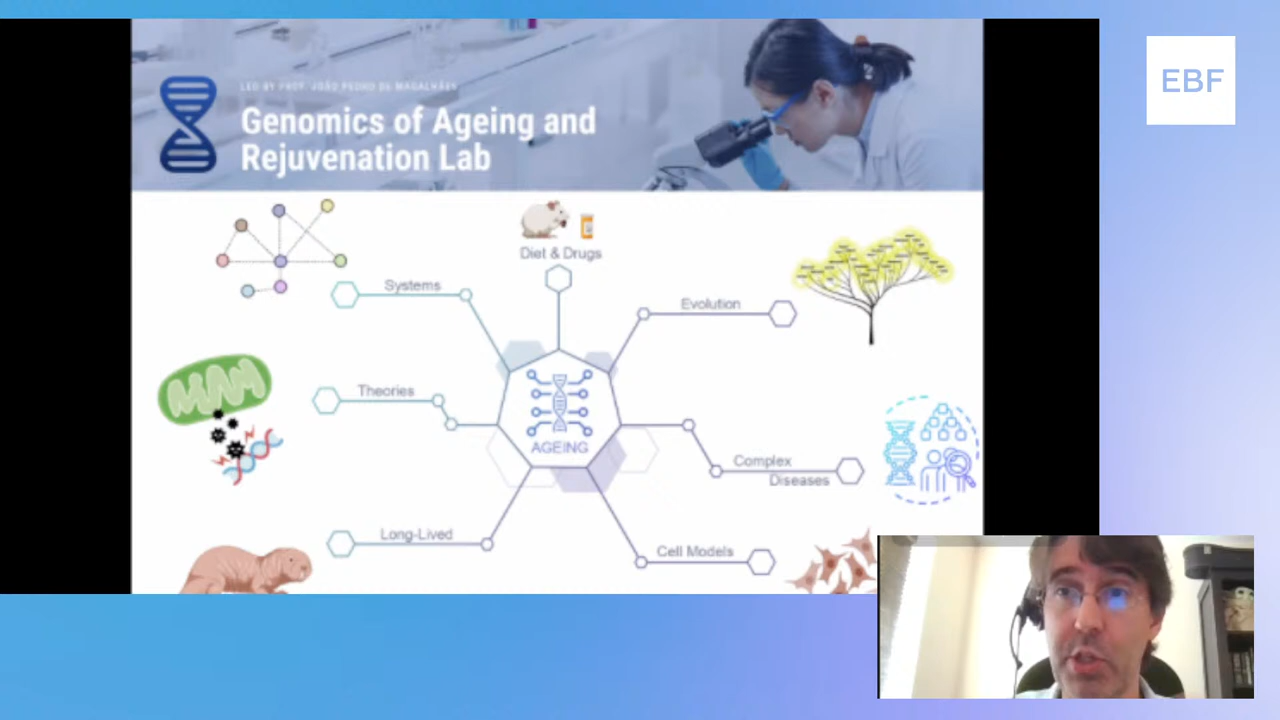 EBF
LED BY PROF. JOÃO PEDRO DE MAGALHÃES
Genomics of Ageing and
Rejuvenation Lab
Diet & Drugs
Systems
Evolution
Theories
AGEING
Complex
Diseases
Long-Lived
Cell Models